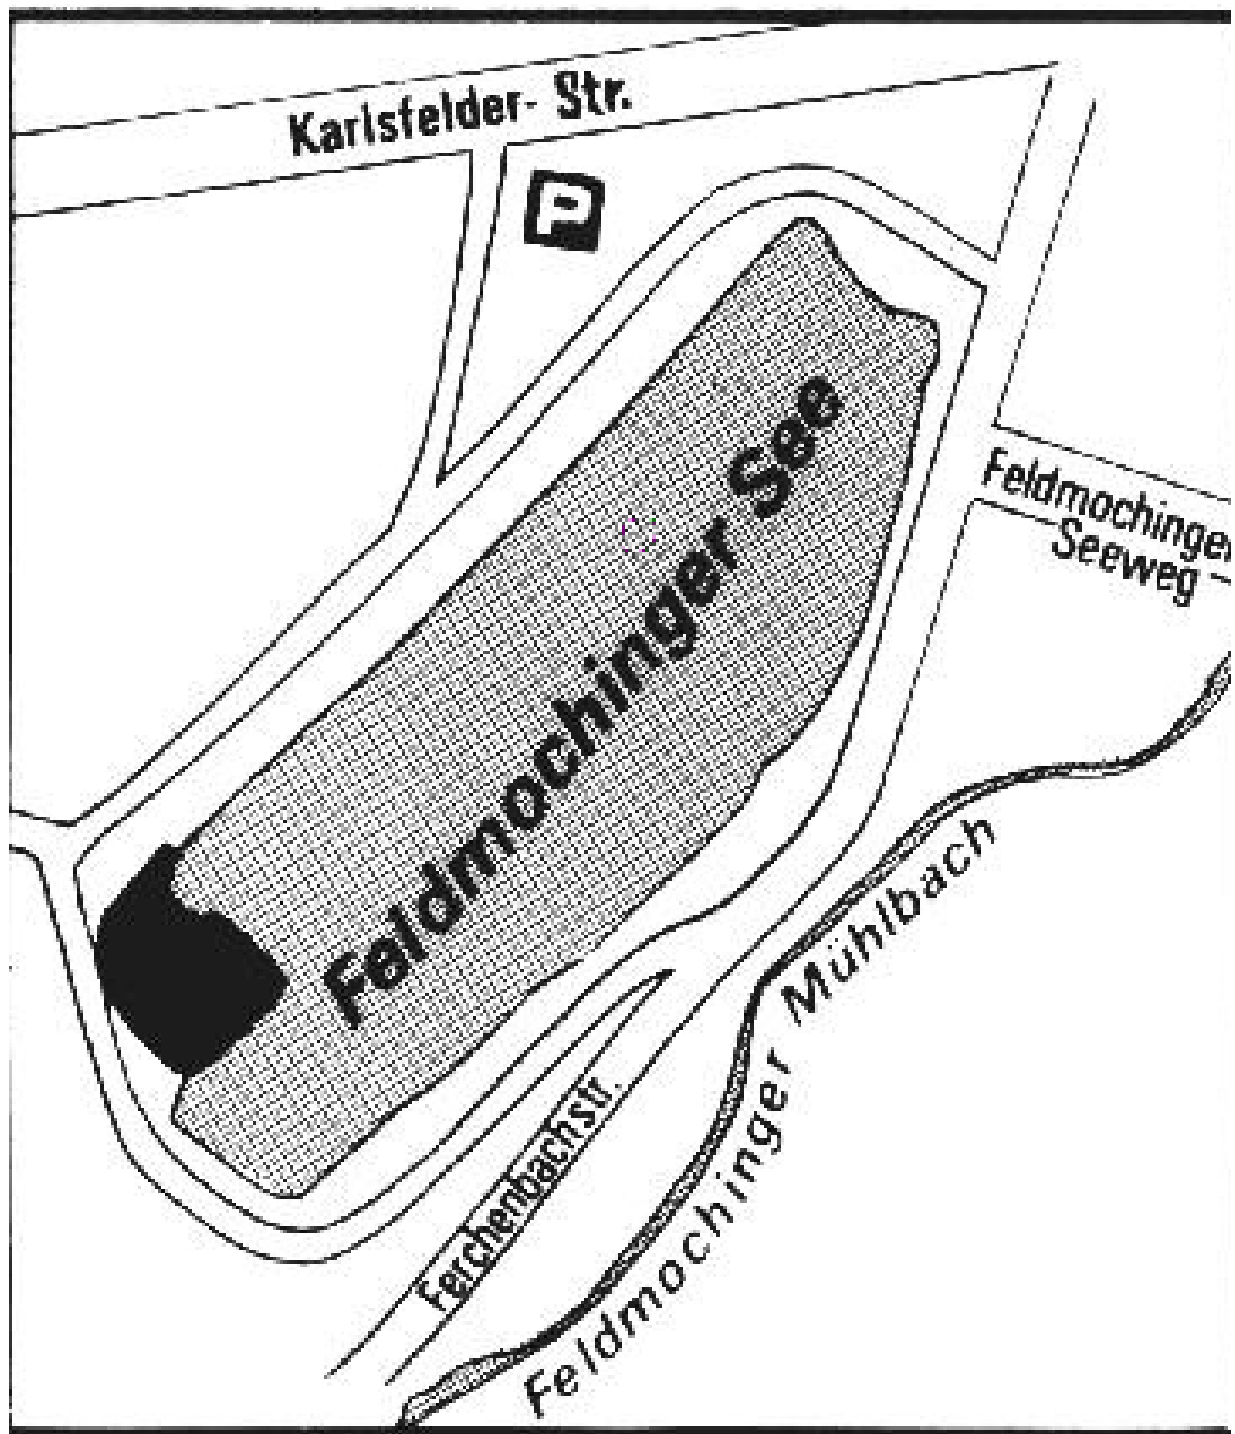 Karlsfelder- Str.
P
Feldmochinger See
Feldmochinger
Seeweg
Feldmochinger Mühlbach
Ferchenbachstr.